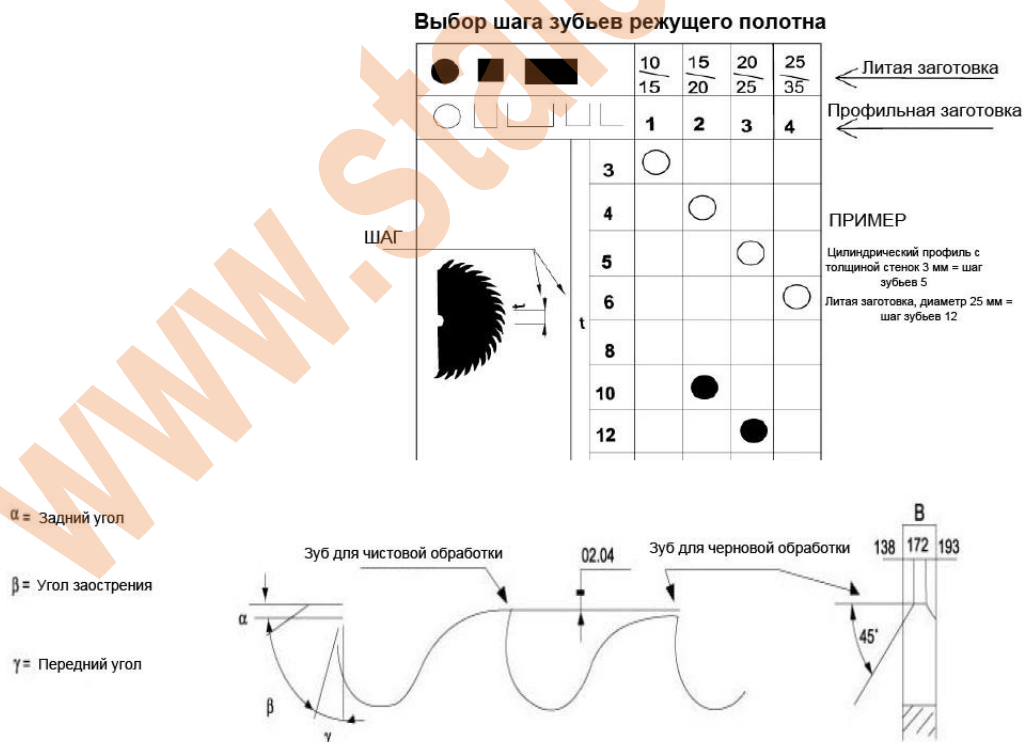 Выбор шага зубьев режущего полотна
10/15 15/20 20/25 25/35
Литая заготовка
Профильная заготовка
1 2 3 4
3
4
5
6
8
10
12
ШАГ
t
t
ПРИМЕР
Цилиндрический профиль с
толщиной стенок 3 мм = шаг
зубьев 5
Литая заготовка, диаметр 25 мм =
шаг зубьев 12
α = Задний угол
β = Угол заострения
γ = Передний угол
Зуб для чистовой обработки
02.04
Зуб для черновой обработки
B
138 172 193
45°
α
β
γ
www.stal